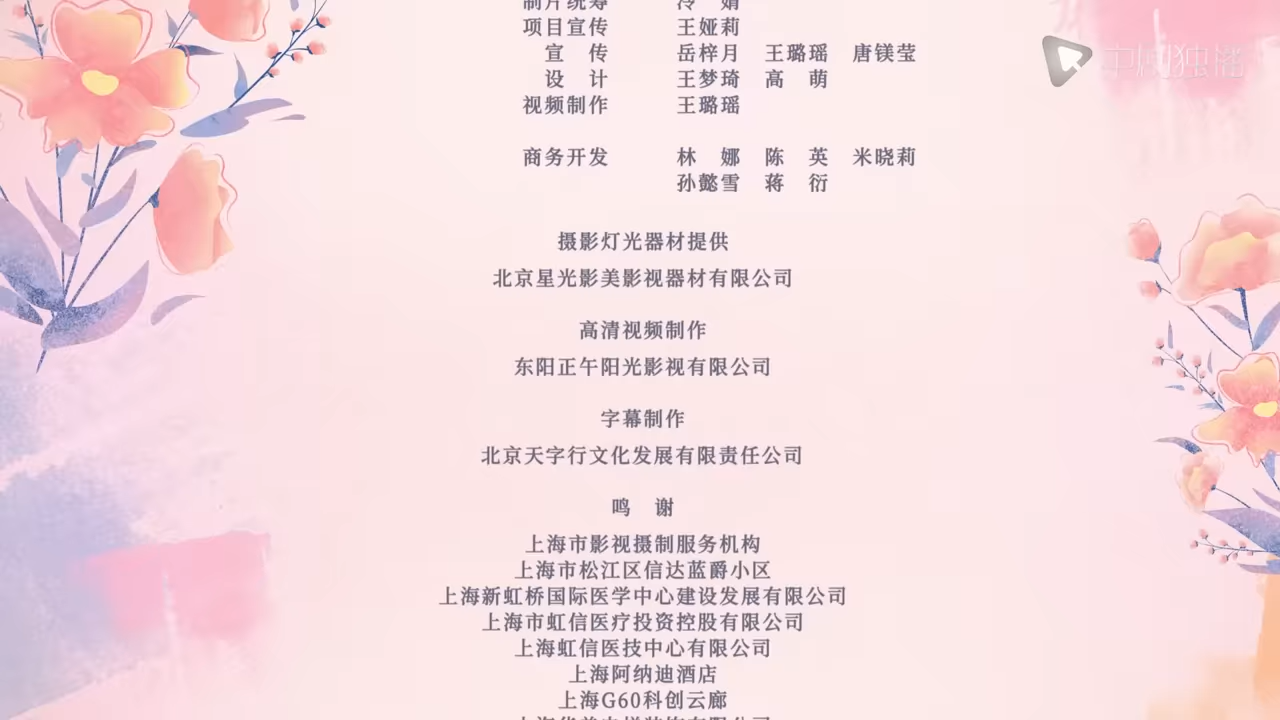 制片统筹 冷 娟
项目宣传 王娅莉
宣 传 岳梓月 王璐瑶 唐镁莹
设 计 王梦琦 高 萌
视频制作 王璐瑶
商务开发 林 娜 陈 英 米晓莉
孙懿雪 蒋 衍
摄影灯光器材提供
北京星光影美影视器材有限公司
高清视频制作
东阳正午阳光影视有限公司
字幕制作
北京天字行文化发展有限责任公司
鸣 谢
上海市影视摄制服务机构
上海市松江区信达蓝爵小区
上海新虹桥国际医学中心建设发展有限公司
上海市虹信医疗投资控股有限公司
上海虹信医技中心有限公司
上海阿纳迪酒店
上海G60科创云廊